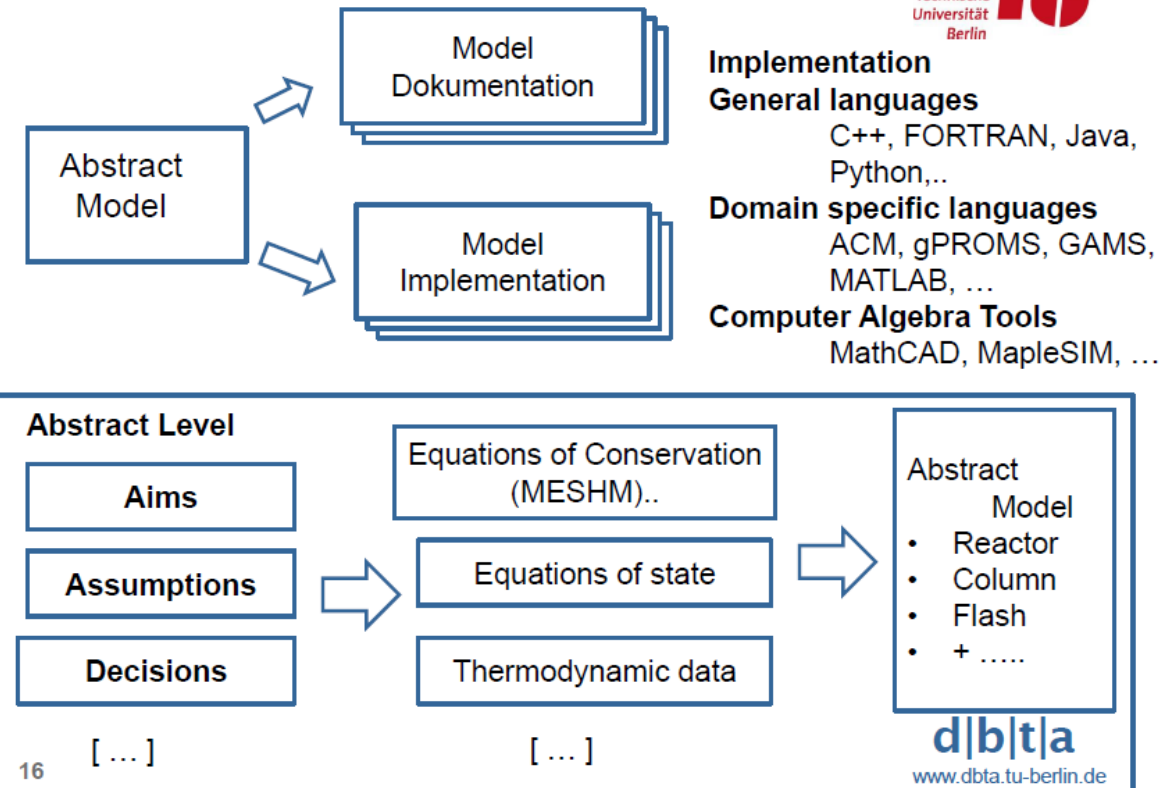 Universität
Berlin
Model
Dokumentation
Abstract
Model
Model
Implementation
Implementation
General languages
C++, FORTRAN, Java,
Python,..
Domain specific languages
ACM, gPROMS, GAMS,
MATLAB, …
Computer Algebra Tools
MathCAD, MapleSIM, …
Abstract Level
Aims
Assumptions
Decisions
[ … ]
Equations of Conservation
(MESHM)..
Equations of state
Thermodynamic data
[ … ]
Abstract
Model
• Reactor
• Column
• Flash
• + …..
16
d|b|t|a
www.dbta.tu-berlin.de